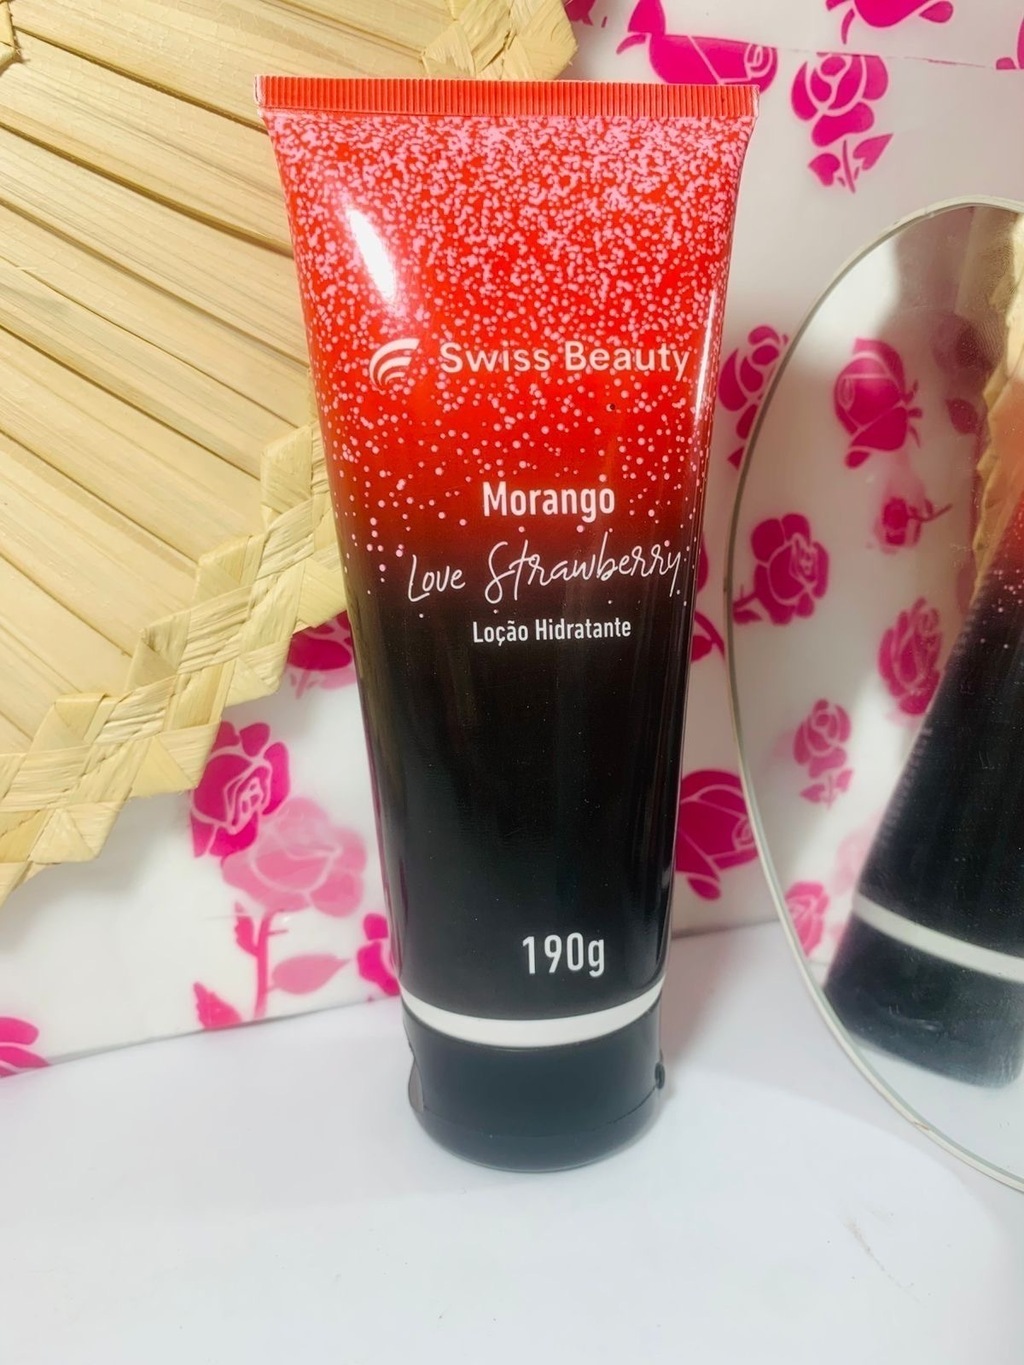 Swiss Beauty
Morango
Love Strawberry
Loção Hidratante
190g